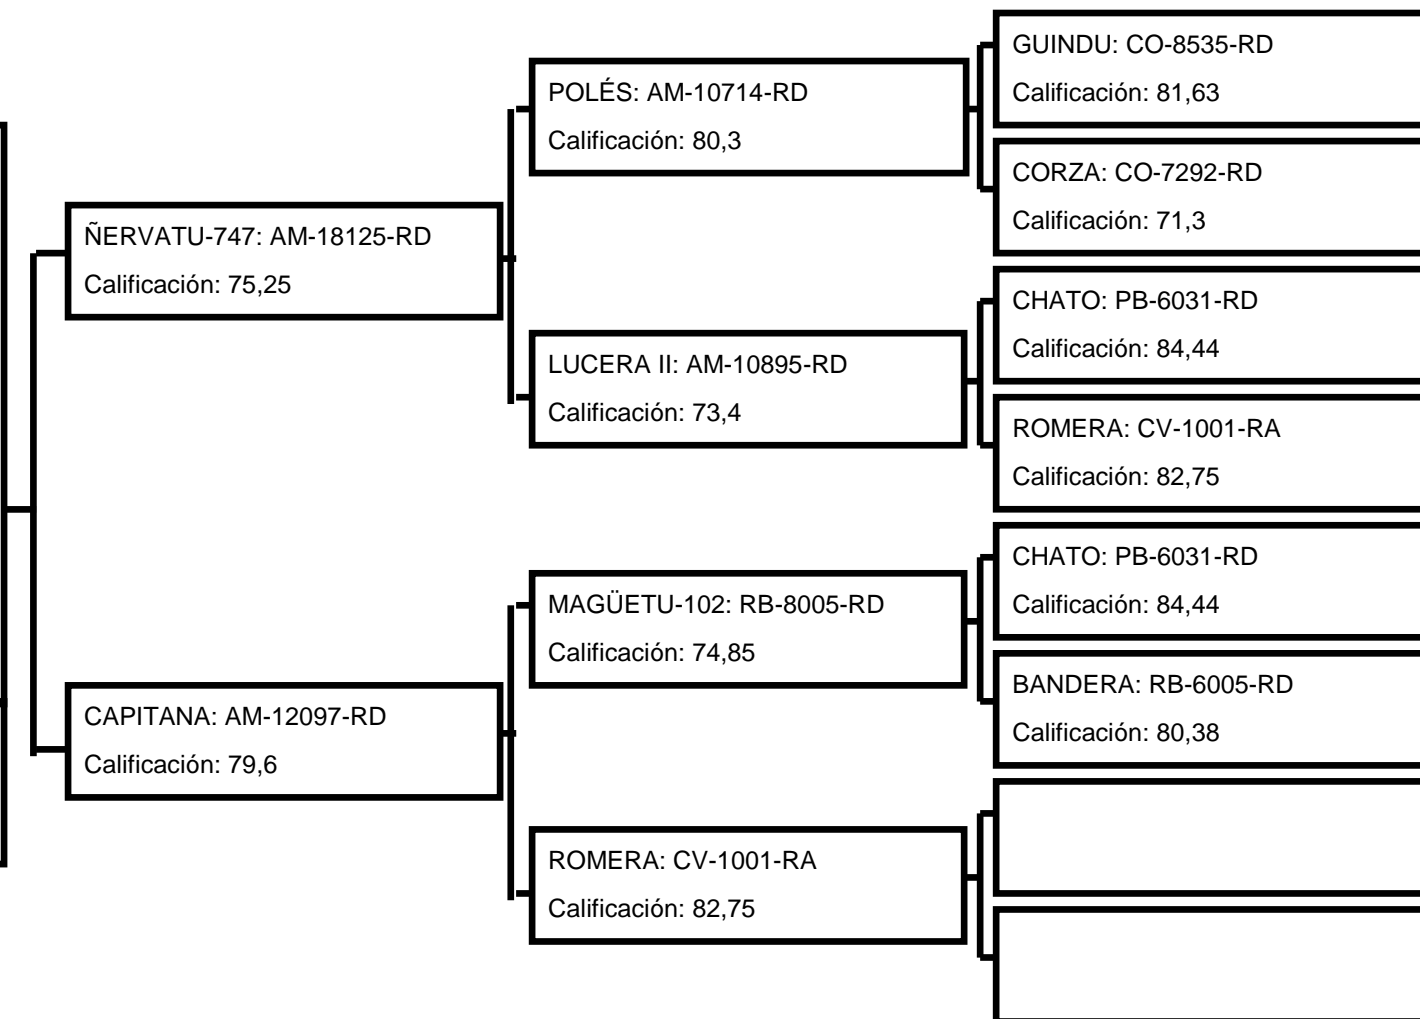 GUINDU: CO-8535-RD
Calificación: 81,63
POLÉS: AM-10714-RD
Calificación: 80,3
CORZA: CO-7292-RD
Calificación: 71,3
ÑERVATU-747: AM-18125-RD
Calificación: 75,25
CHATO: PB-6031-RD
Calificación: 84,44
LUCERA II: AM-10895-RD
Calificación: 73,4
ROMERA: CV-1001-RA
Calificación: 82,75
CHATO: PB-6031-RD
Calificación: 84,44
MAGÜETU-102: RB-8005-RD
Calificación: 74,85
BANDERA: RB-6005-RD
Calificación: 80,38
CAPITANA: AM-12097-RD
Calificación: 79,6
ROMERA: CV-1001-RA
Calificación: 82,75